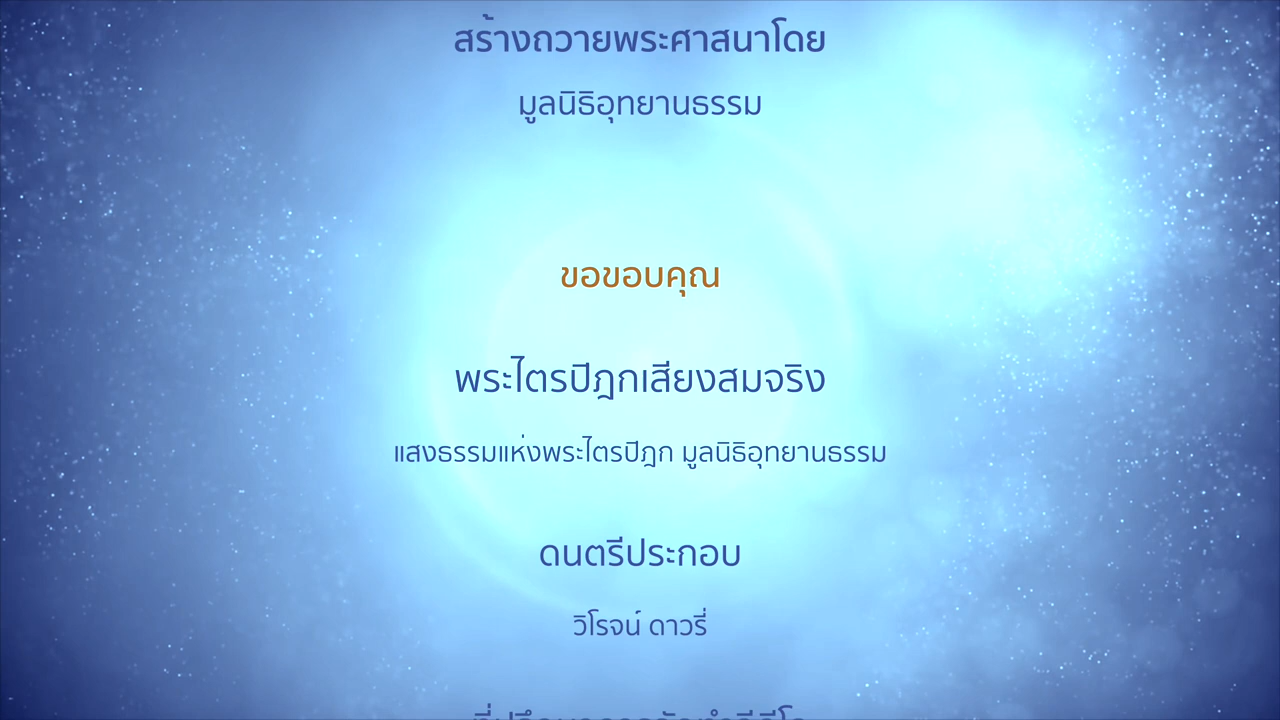 สร้างถวายพระศาสนาโดย
มูลนิธิอุทยานธรรม
ขอขอบคุณ
พระไตรปิฎกเสียงสมจริง
แสงธรรมแห่งพระไตรปิฎก มูลนิธิอุทยานธรรม
ดนตรีประกอบ
วิโรจน์ ดาวรี่